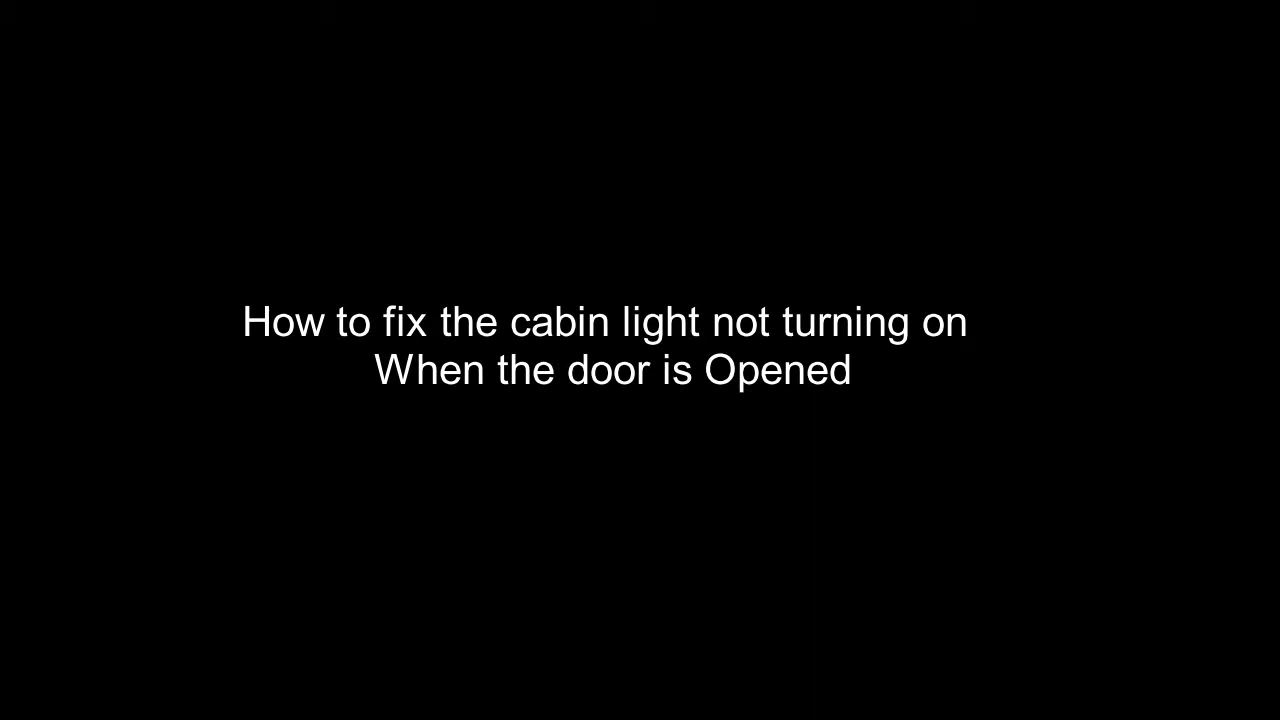 How to fix the cabin light not turning on
When the door is Opened